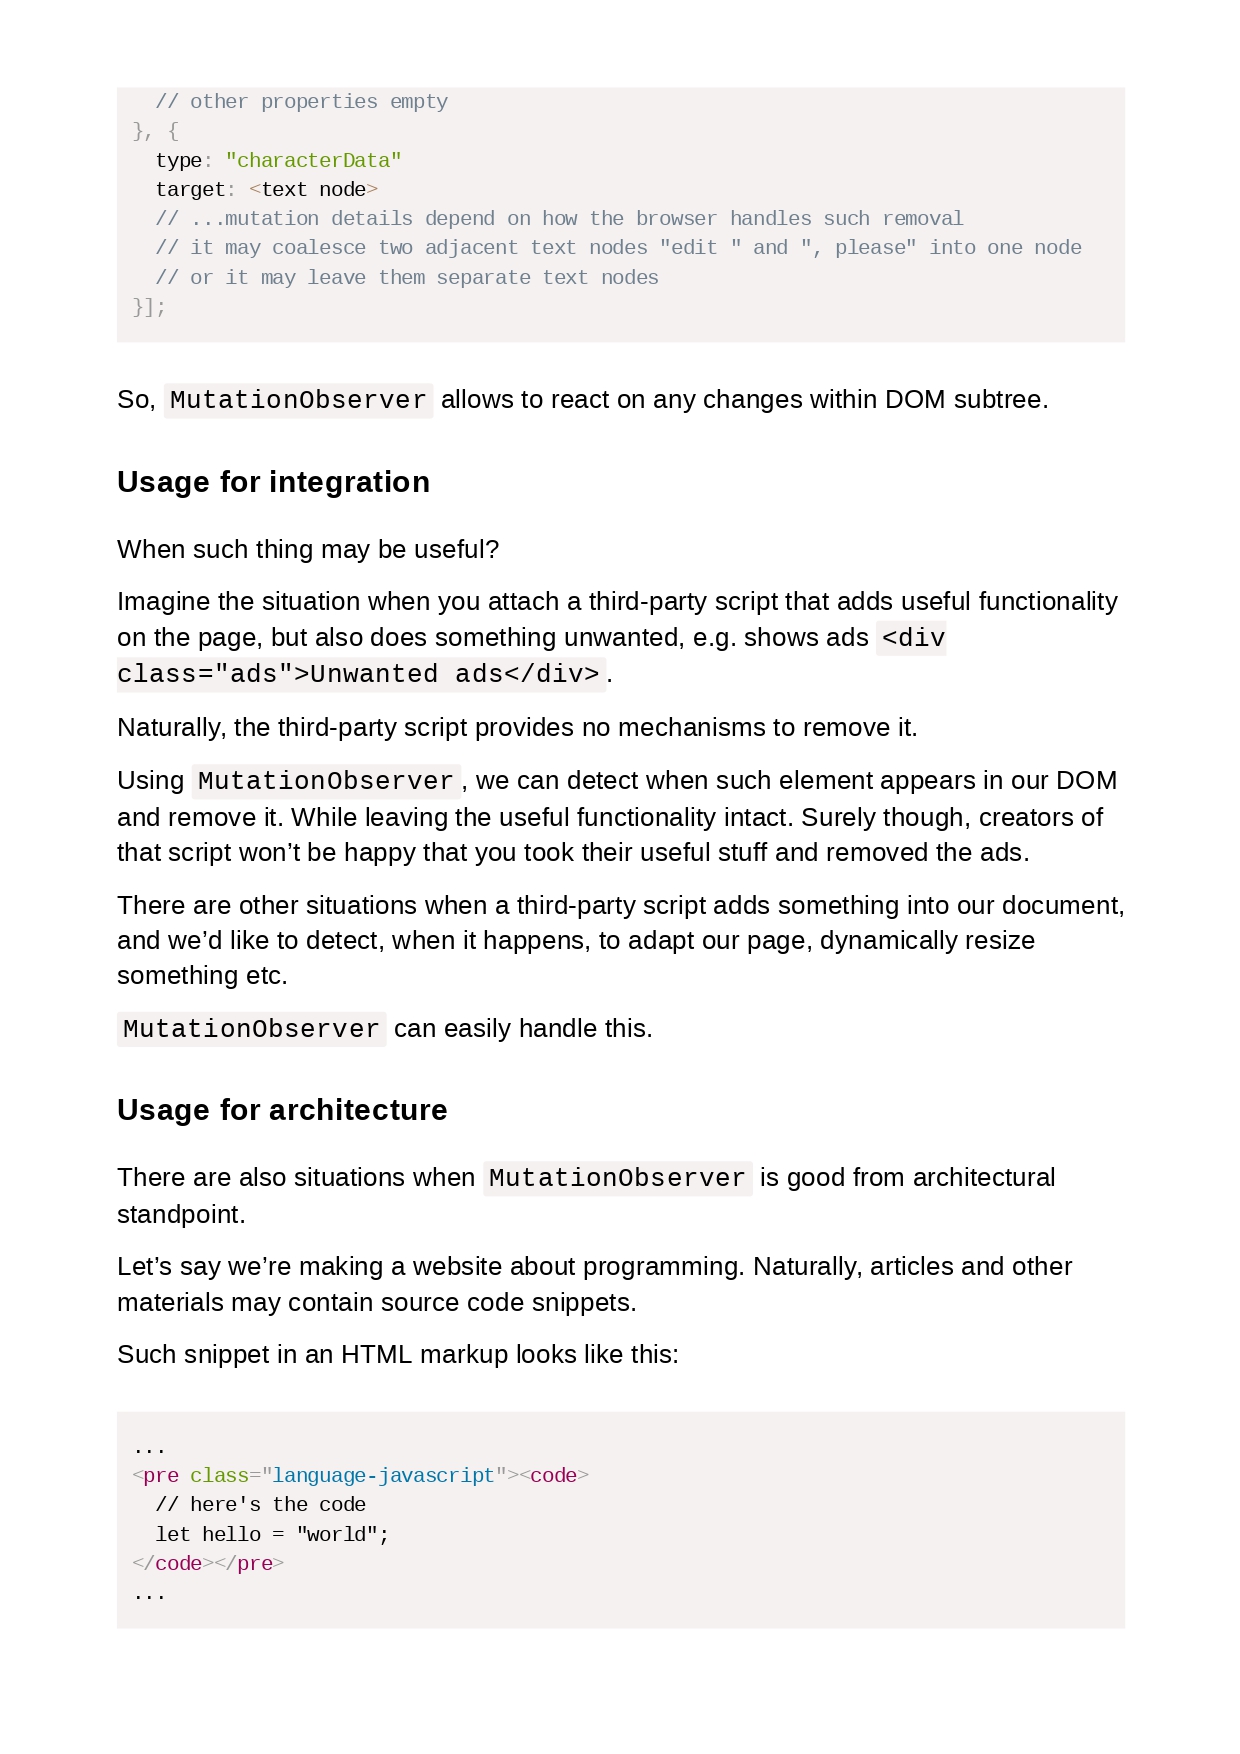 // other properties empty
}, {
  type: "characterData"
  target: <text node>
  // ...mutation details depend on how the browser handles such removal
  // it may coalesce two adjacent text nodes "edit " and ", please" into one node
  // or it may leave them separate text nodes
}];
So, MutationObserver allows to react on any changes within DOM subtree.
Usage for integration
When such thing may be useful?
Imagine the situation when you attach a third-party script that adds useful functionality
on the page, but also does something unwanted, e.g. shows ads <div
class="ads">Unwanted ads</div>.
Naturally, the third-party script provides no mechanisms to remove it.
Using MutationObserver, we can detect when such element appears in our DOM
and remove it. While leaving the useful functionality intact. Surely though, creators of
that script won’t be happy that you took their useful stuff and removed the ads.
There are other situations when a third-party script adds something into our document,
and we’d like to detect, when it happens, to adapt our page, dynamically resize
something etc.
MutationObserver can easily handle this.
Usage for architecture
There are also situations when MutationObserver is good from architectural
standpoint.
Let’s say we’re making a website about programming. Naturally, articles and other
materials may contain source code snippets.
Such snippet in an HTML markup looks like this:
...
<pre class="language-javascript"><code>
  // here's the code
  let hello = "world";
</code></pre>
...